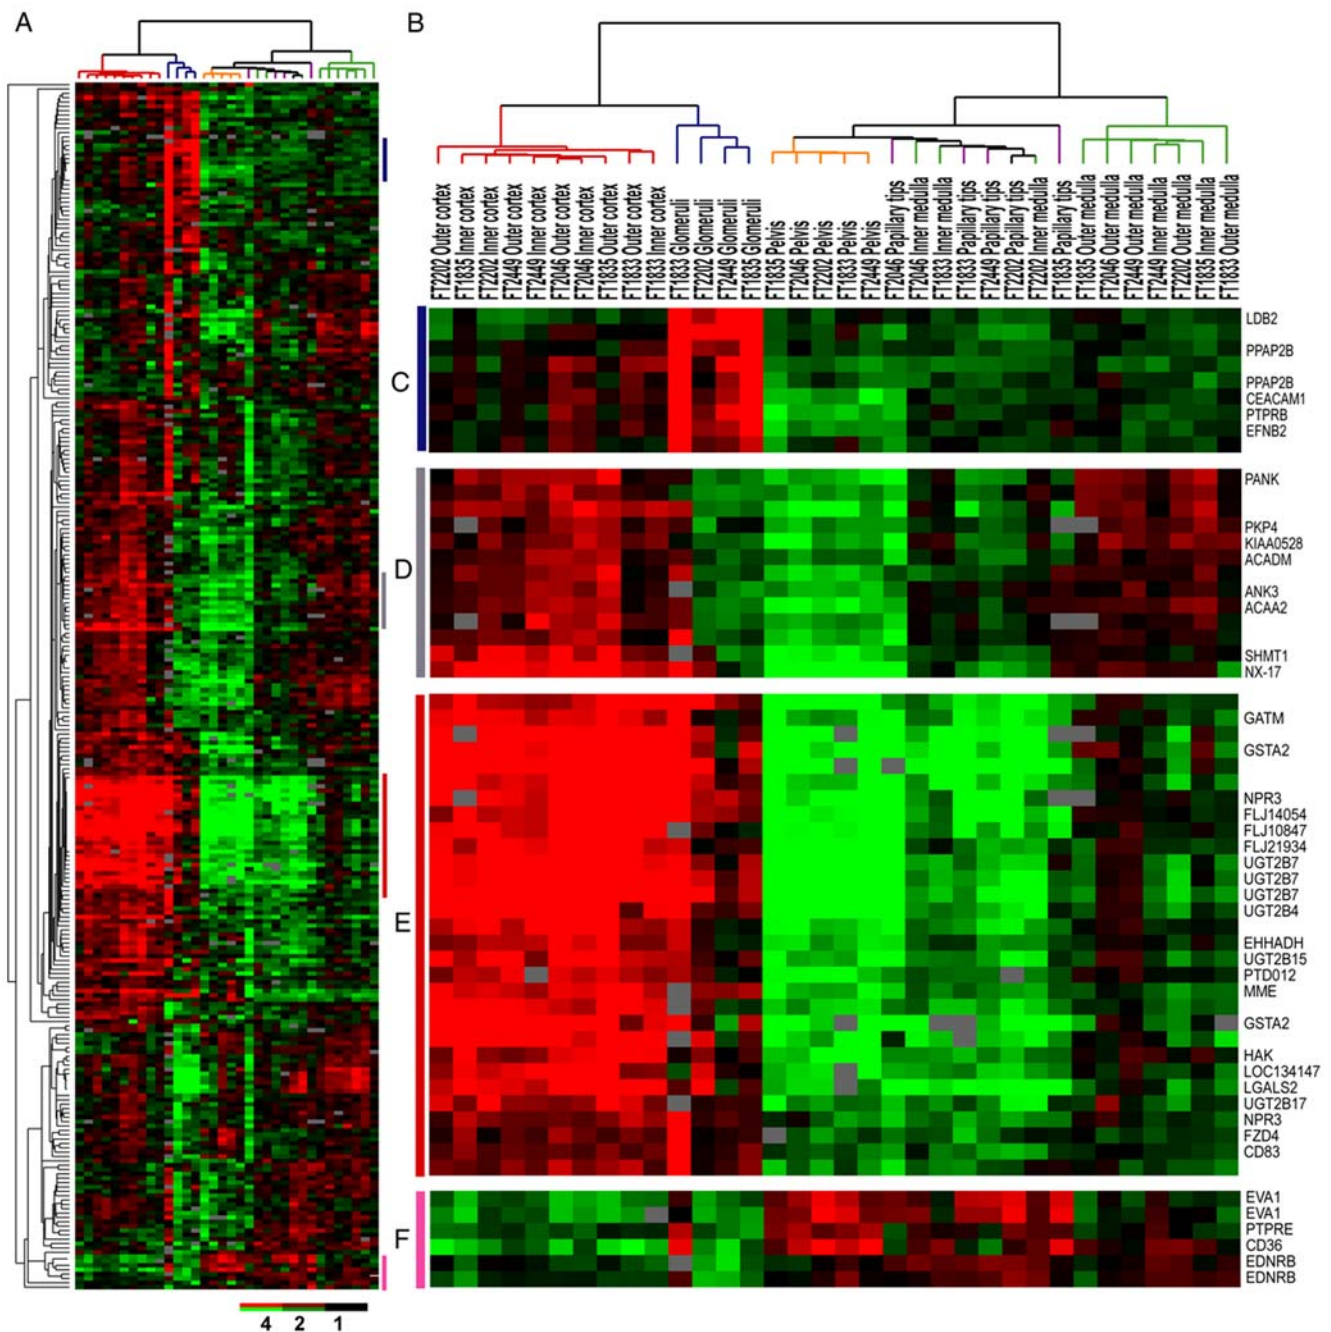 A
B
FT2202 Outer cortex
FT1835 Inner cortex
FT2202 Inner cortex
FT2449 Outer cortex
FT2449 Inner cortex
FT2046 Outer cortex
FT2046 Inner cortex
FT1835 Outer cortex
FT1833 Outer cortex
FT1833 Inner cortex
FT1833 Glomeruli
FT2202 Glomeruli
FT2449 Glomeruli
FT1835 Glomeruli
FT1835 Pelvis
FT2046 Pelvis
FT2202 Pelvis
FT1833 Pelvis
FT2449 Pelvis
FT2046 Papillary tips
FT2046 Inner medulla
FT1833 Inner medulla
FT1833 Papillary tips
FT2449 Papillary tips
FT2202 Papillary tips
FT2202 Inner medulla
FT1835 Papillary tips
FT1835 Outer medulla
FT2046 Outer medulla
FT2449 Outer medulla
FT2449 Inner medulla
FT2202 Outer medulla
FT1835 Inner medulla
FT1833 Outer medulla
C
LDB2
PPAP2B
PPAP2B
CEACAM1
PTPRB
EFNB2
D
PANK
PKP4
KIAA0528
ACADM
ANK3
ACAA2
SHMT1
NX-17
E
GATM
GSTA2
NPR3
FLJ14054
FLJ10847
FLJ21934
UGT2B7
UGT2B7
UGT2B7
UGT2B4
EHHADH
UGT2B15
PTD012
MME
GSTA2
HAK
LOC134147
LGALS2
UGT2B17
NPR3
FZD4
CD83
F
EVA1
EVA1
PTPRE
CD36
EDNRB
EDNRB
4 2 1